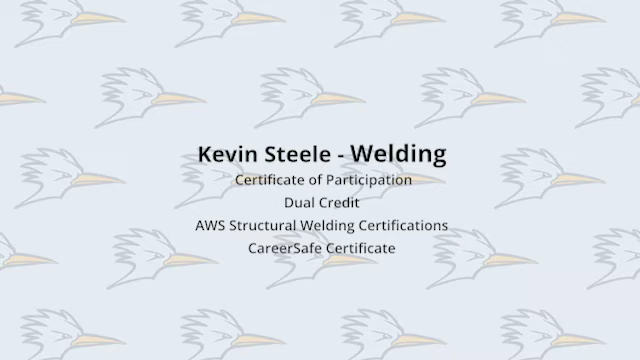 Kevin Steele - Welding
Certificate of Participation
Dual Credit
AWS Structural Welding Certifications
CareerSafe Certificate